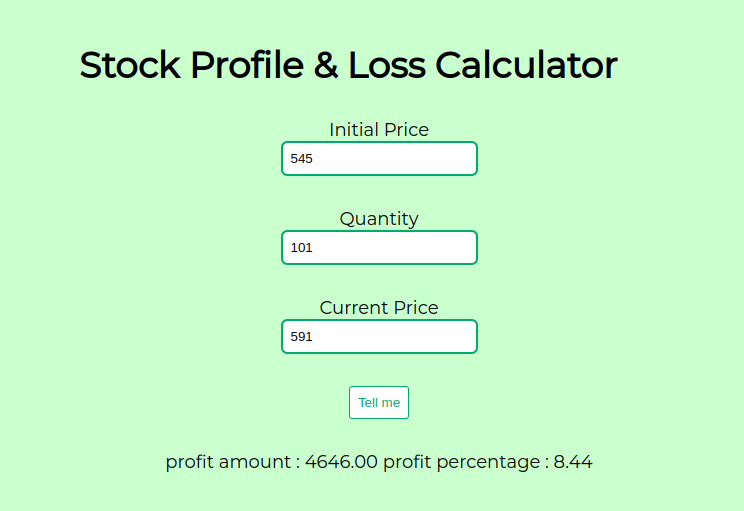 Stock Profile & Loss Calculator
Initial Price
545
Quantity
101
Current Price
591
Tell me
profit amount : 4646.00 profit percentage : 8.44